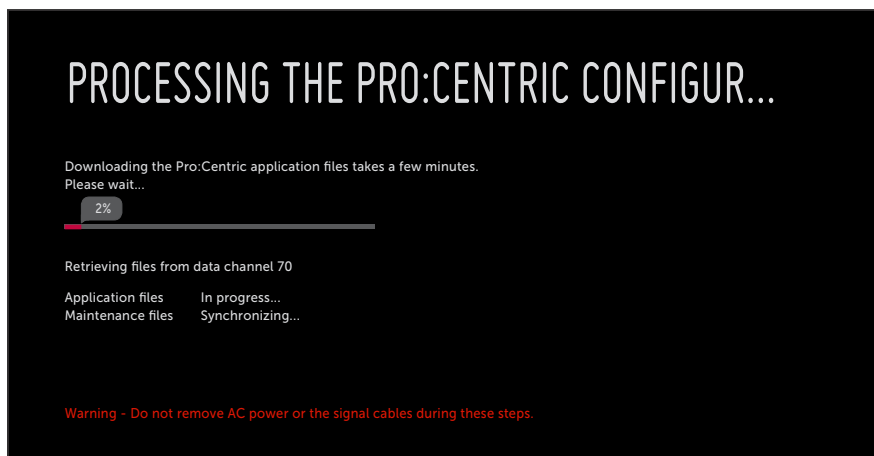 PROCESSING THE PRO:CENTRIC CONFIGUR...
Downloading the Pro:Centric application files takes a few minutes.
Please wait...
2%
Retrieving files from data channel 70
Application files In progress...
Maintenance files Synchronizing...
Warning - Do not remove AC power or the signal cables during these steps.